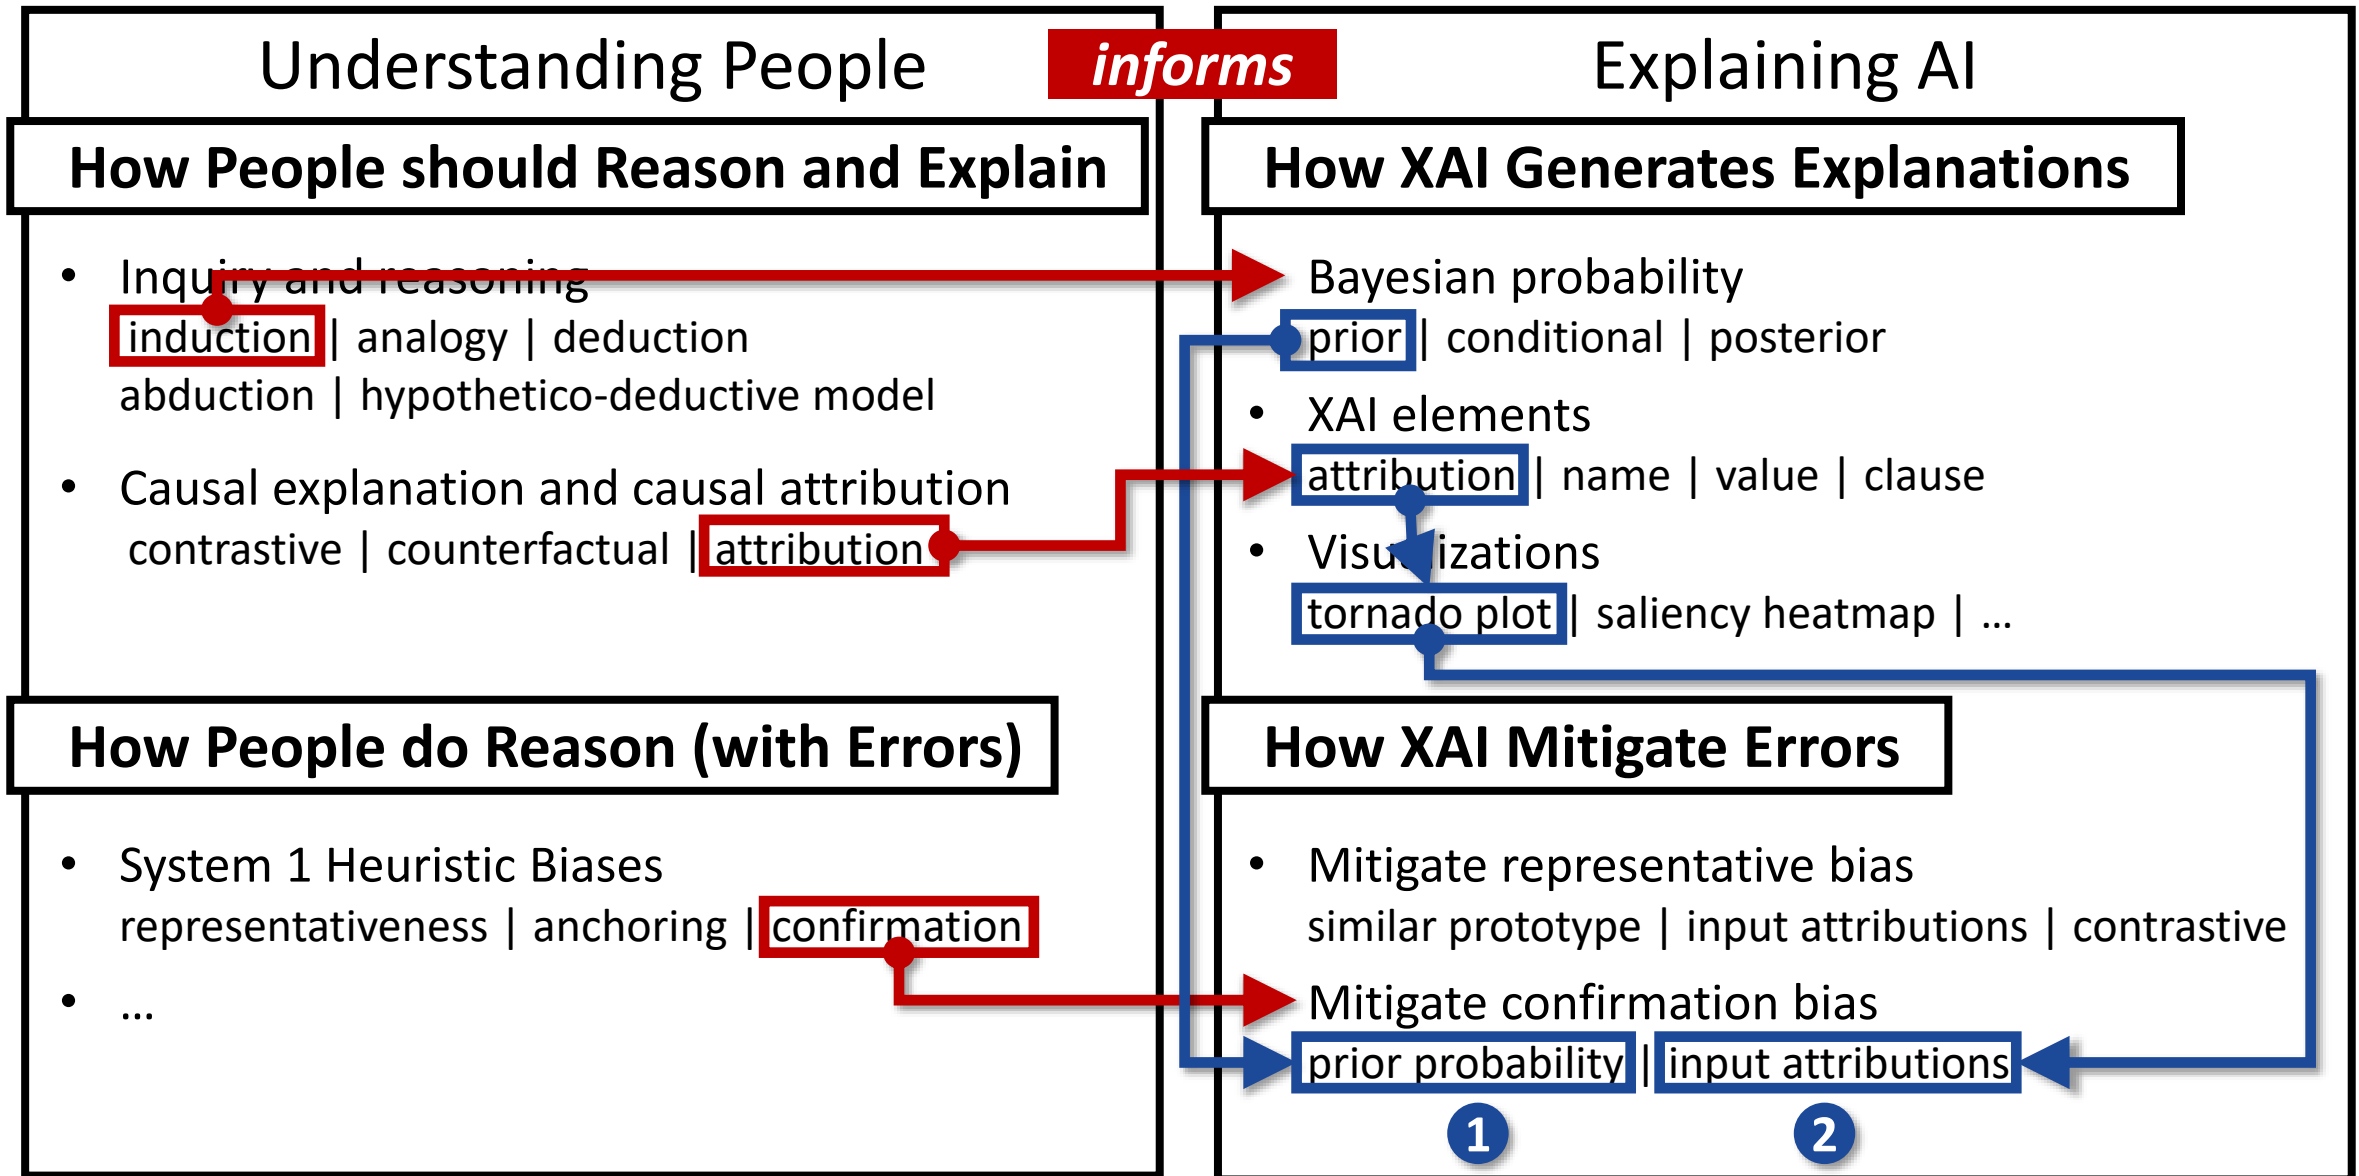 Understanding People
informs
Explaining AI
How People should Reason and Explain
• Inquiry and reasoning
induction | analogy | deduction
abduction | hypothetico-deductive model
• Causal explanation and causal attribution
contrastive | counterfactual | attribution
How People do Reason (with Errors)
• System 1 Heuristic Biases
representativeness | anchoring | confirmation
• ...
How XAI Generates Explanations
Bayesian probability
prior | conditional | posterior
• XAI elements
attribution | name | value | clause
• Visualizations
tornado plot | saliency heatmap | ...
How XAI Mitigate Errors
• Mitigate representative bias
similar prototype | input attributions | contrastive
Mitigate confirmation bias
prior probability | input attributions
1 2